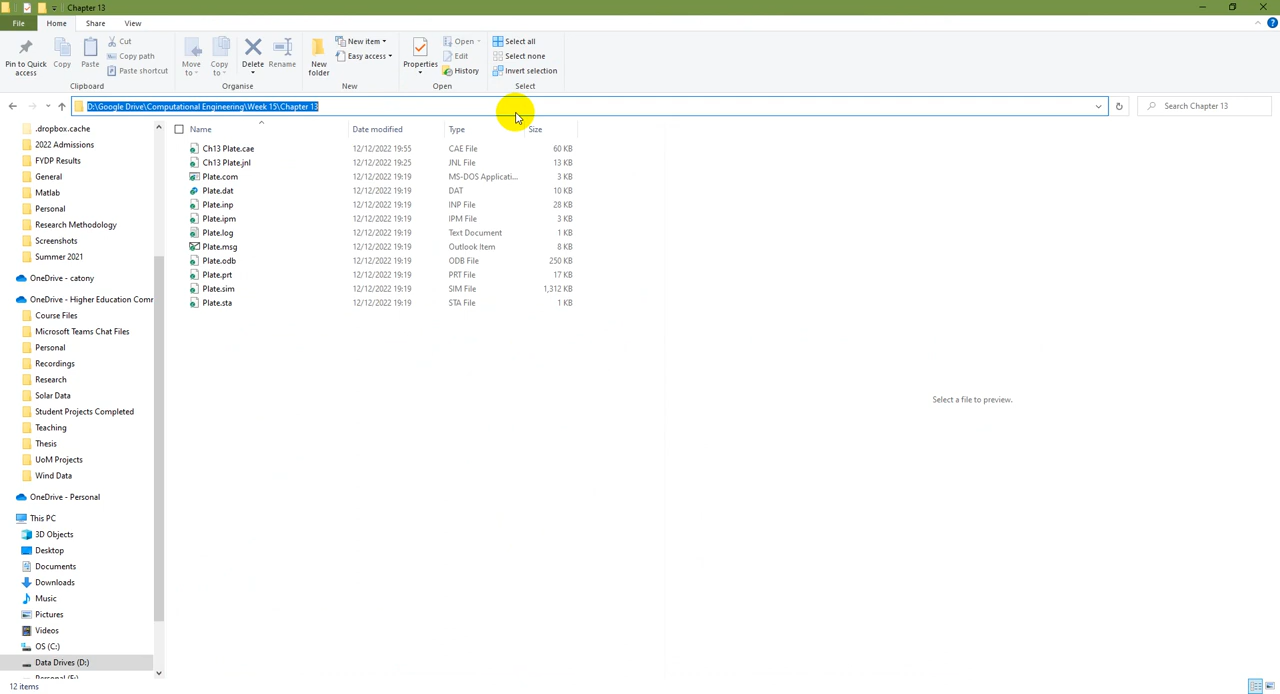 Chapter 13
File
Home
Share
View
Pin to Quick access
Copy
Paste
Cut
Copy path
Paste shortcut
Clipboard
Move to
Copy to
Delete
Rename
Organise
New folder
New item
Easy access
New
Properties
Open
Edit
History
Open
Select all
Select none
Invert selection
Select
D:\Google Drive\Computational Engineering\Week 15\Chapter 13
Search Chapter 13
.dropbox.cache
2022 Admissions
FYDP Results
General
Matlab
Personal
Research Methodology
Screenshots
Summer 2021
OneDrive - catony
OneDrive - Higher Education Comm
Course Files
Microsoft Teams Chat Files
Personal
Recordings
Research
Solar Data
Student Projects Completed
Teaching
Thesis
UoM Projects
Wind Data
OneDrive - Personal
This PC
3D Objects
Desktop
Documents
Downloads
Music
Pictures
Videos
OS (C:)
Data Drives (D:)
Name Date modified Type Size
Ch13 Plate.cae 12/12/2022 19:55 CAE File 60 KB
Ch13 Plate.jnl 12/12/2022 19:25 JNL File 13 KB
Plate.com 12/12/2022 19:19 MS-DOS Applicati... 3 KB
Plate.dat 12/12/2022 19:19 DAT 10 KB
Plate.inp 12/12/2022 19:19 INP File 28 KB
Plate.ipm 12/12/2022 19:19 IPM File 3 KB
Plate.log 12/12/2022 19:19 Text Document 1 KB
Plate.msg 12/12/2022 19:19 Outlook Item 8 KB
Plate.odb 12/12/2022 19:19 ODB File 250 KB
Plate.prt 12/12/2022 19:19 PRT File 17 KB
Plate.sim 12/12/2022 19:19 SIM File 1,312 KB
Plate.sta 12/12/2022 19:19 STA File 1 KB
Select a file to preview.
12 items